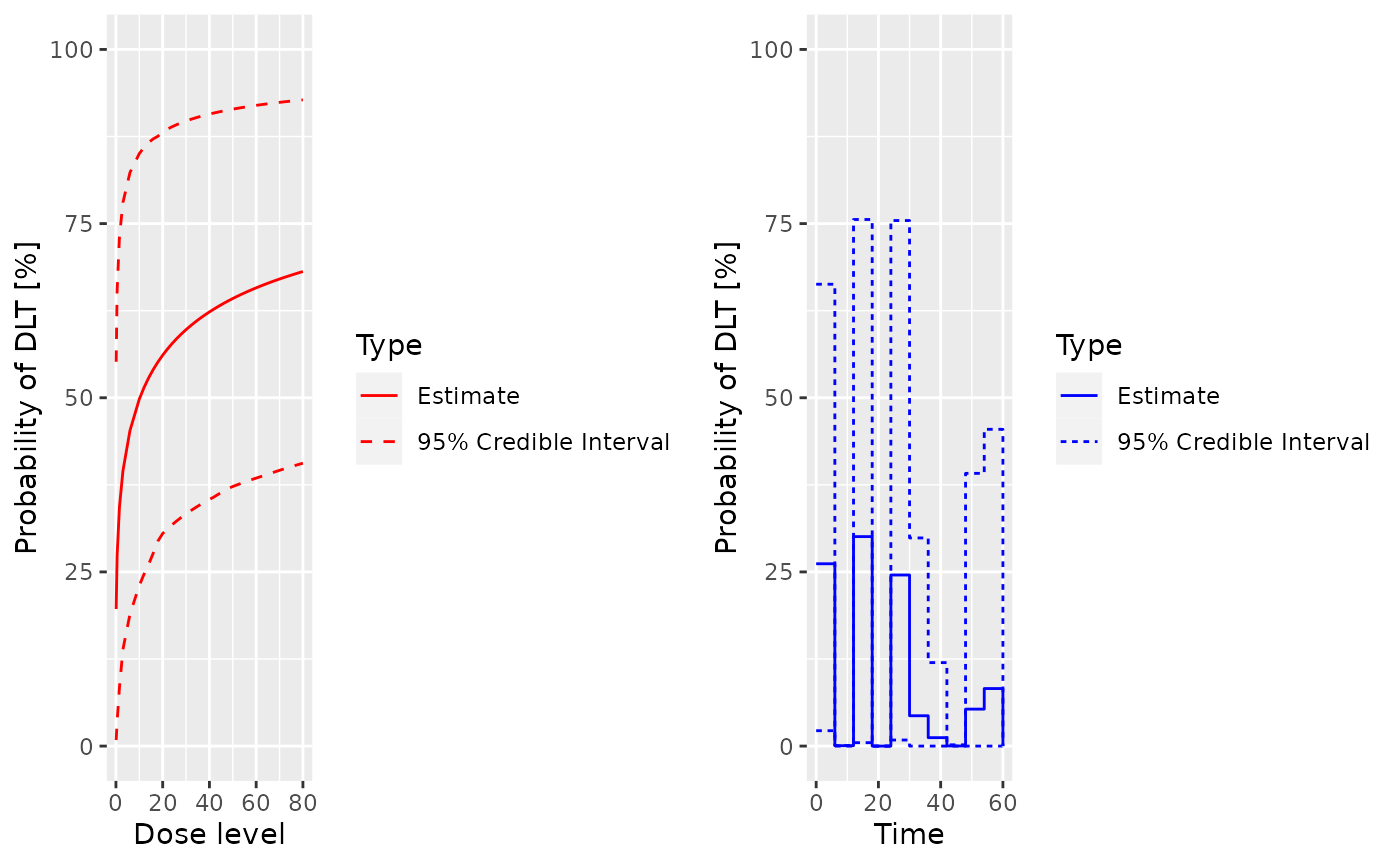 100
75
50
25
0
Probability of DLT [%]
0 20 40 60 80
Dose level
Type
Estimate
95% Credible Interval
100
75
50
25
0
Probability of DLT [%]
0 20 40 60
Time
Type
Estimate
95% Credible Interval